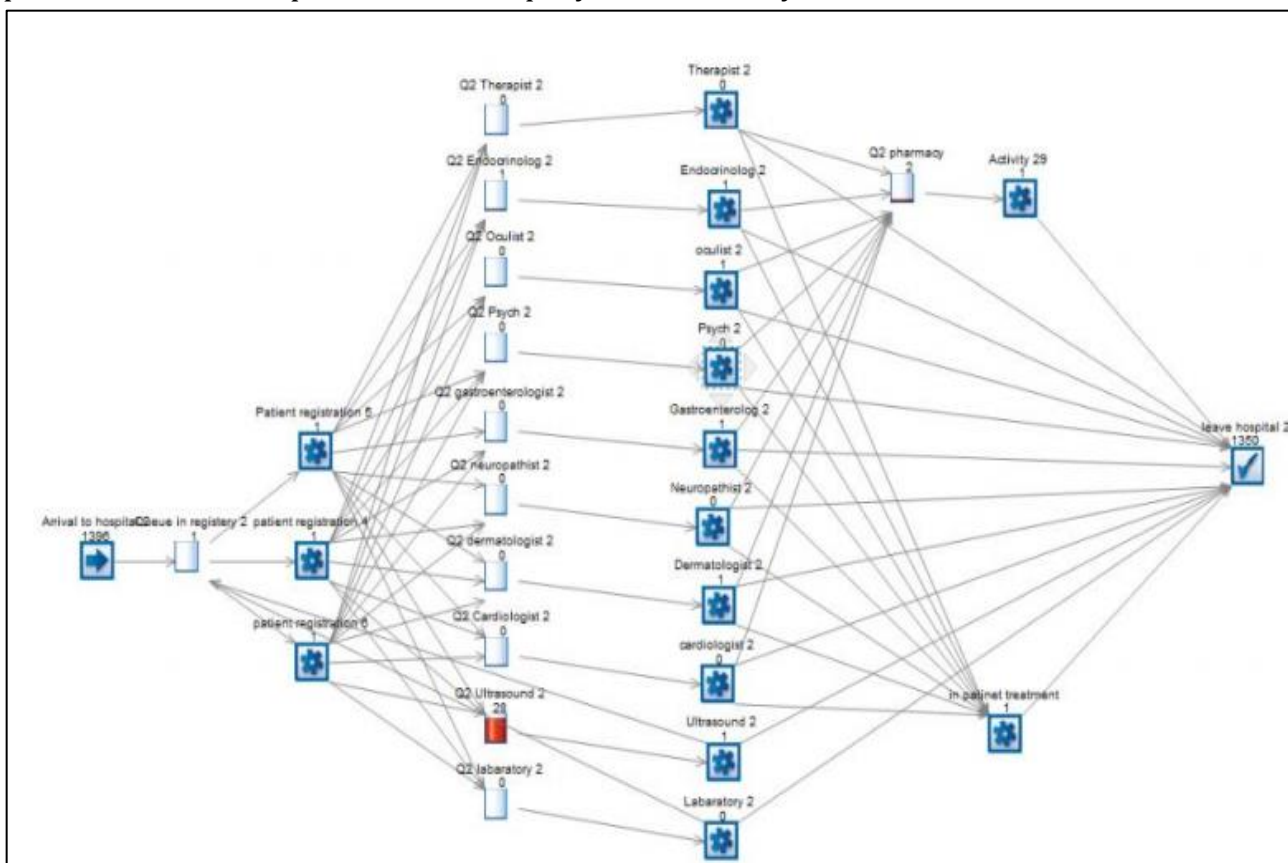 Therapist 2
0
Q2 Therapist 2
0
Q2 pharmacy
2
Activity 29
1
Q2 Endocrinolog 2
1
Endocrinolog 2
1
Q2 Oculist 2
0
oculist 2
1
Q2 Psych 2
0
Psych 2
0
Q2 gastroenterologist 2
0
Gastroenterolog 2
1
Patient registration 5
1
leave hospital 2
1350
Q2 neuropathist 2
0
Neuropathist 2
0
Arrival to hospital
1396
Queue in registery 2
1
patient registration 4
1
Q2 dermatologist 2
0
Dermatologist 2
1
patient registration 6
1
Q2 Cardiologist 2
0
cardiologist 2
0
Q2 Ultrasound 2
28
Ultrasound 2
1
in patinet treatment
1
Q2 labaratory 2
0
Labaratory 2
0